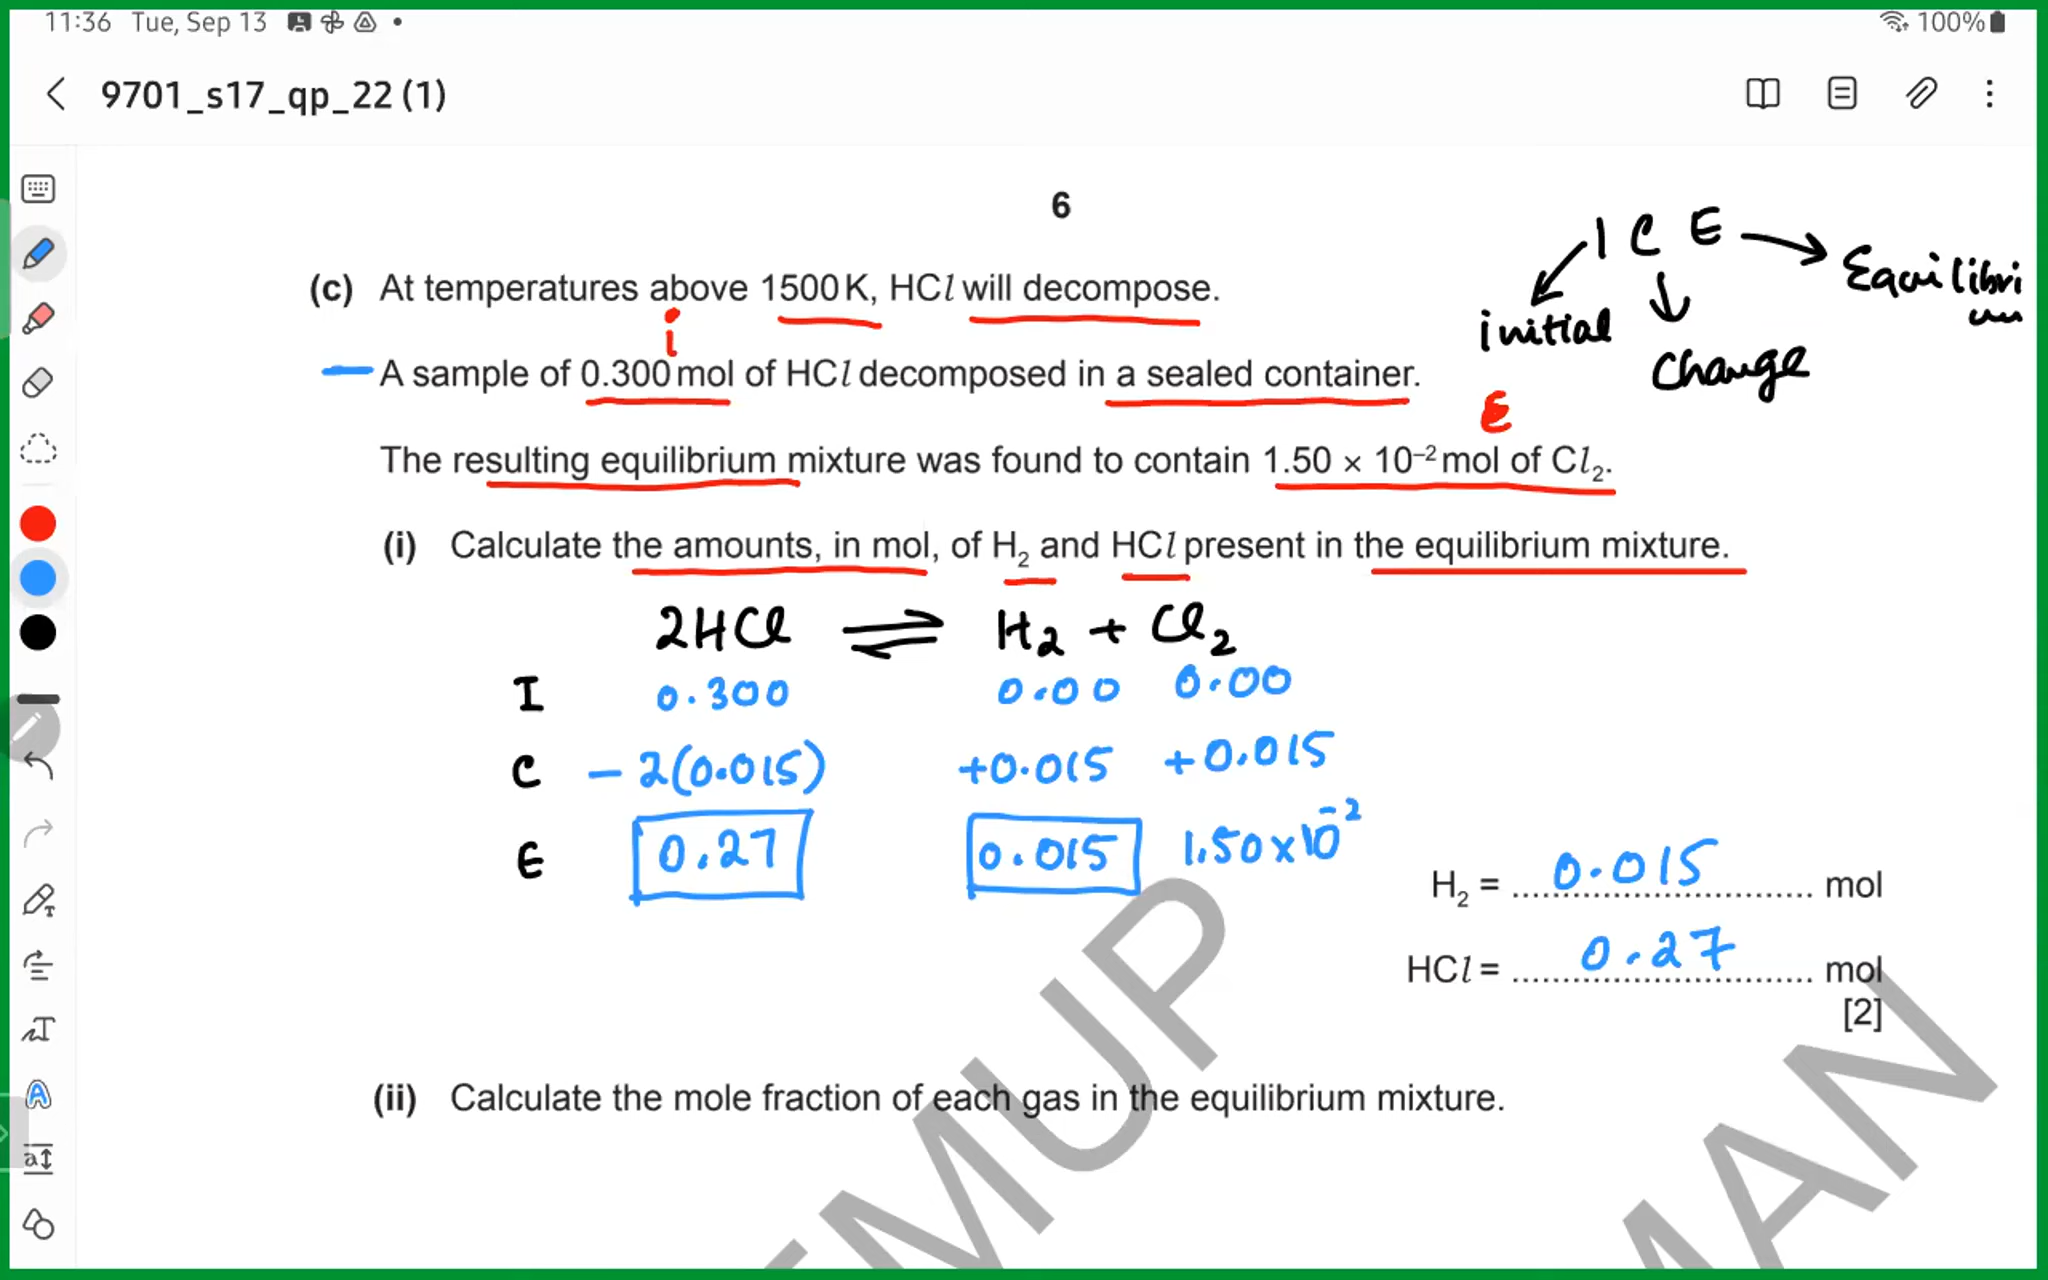 11:36 Tue, Sep 13 100%
9701_s17_qp_22 (1)
6
I C E → Equilibrium
initial
Change
(c) At temperatures above 1500 K, HCl will decompose.
i
A sample of 0.300 mol of HCl decomposed in a sealed container.
E
The resulting equilibrium mixture was found to contain 1.50 × 10⁻² mol of Cl₂.
(i) Calculate the amounts, in mol, of H₂ and HCl present in the equilibrium mixture.
2HCl ⇌ H₂ + Cl₂
I 0.300 0.00 0.00
C – 2(0.015) +0.015 +0.015
E 0.27 0.015 1.50×10⁻²
H₂ = 0.015 mol
HCl = 0.27 mol
[2]
(ii) Calculate the mole fraction of each gas in the equilibrium mixture.
EMUP
MAN